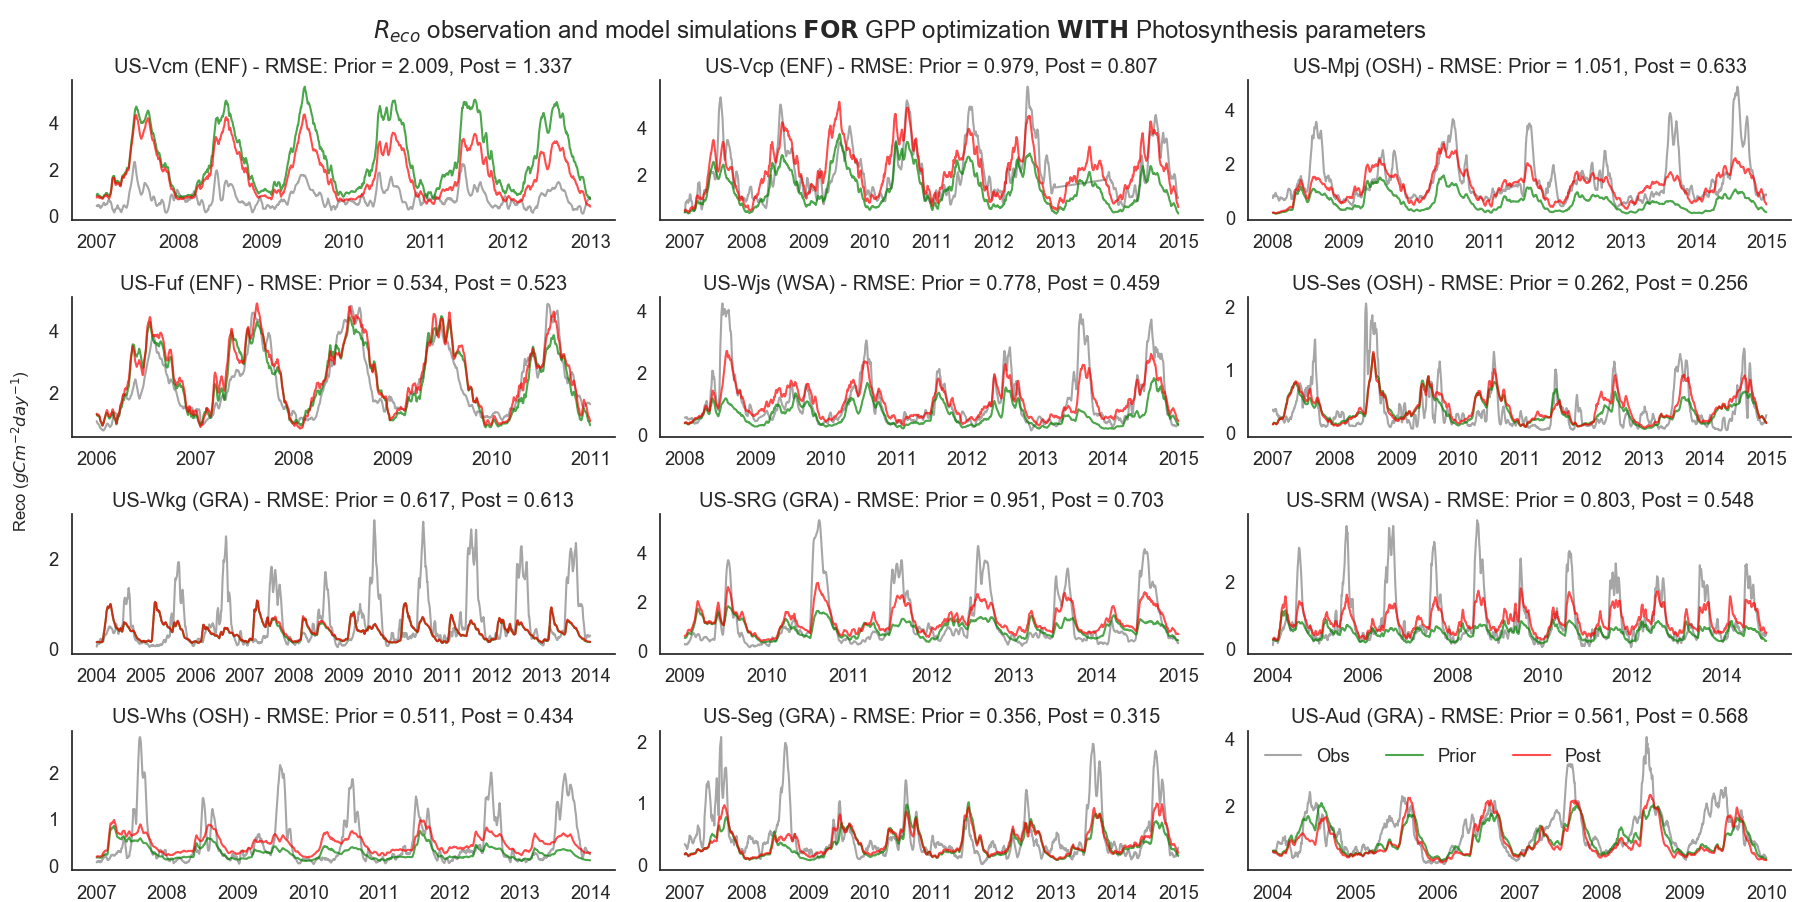 R_eco observation and model simulations FOR GPP optimization WITH Photosynthesis parameters
US-Vcm (ENF) - RMSE: Prior = 2.009, Post = 1.337
US-Vcp (ENF) - RMSE: Prior = 0.979, Post = 0.807
US-Mpj (OSH) - RMSE: Prior = 1.051, Post = 0.633
4
2
0
4
2
4
2
0
2007 2008 2009 2010 2011 2012 2013
2007 2008 2009 2010 2011 2012 2013 2014 2015
2008 2009 2010 2011 2012 2013 2014 2015
US-Fuf (ENF) - RMSE: Prior = 0.534, Post = 0.523
US-Wjs (WSA) - RMSE: Prior = 0.778, Post = 0.459
US-Ses (OSH) - RMSE: Prior = 0.262, Post = 0.256
4
2
4
2
0
2
1
0
2006 2007 2008 2009 2010 2011
2008 2009 2010 2011 2012 2013 2014 2015
2007 2008 2009 2010 2011 2012 2013 2014 2015
Reco (gCm⁻²day⁻¹)
US-Wkg (GRA) - RMSE: Prior = 0.617, Post = 0.613
US-SRG (GRA) - RMSE: Prior = 0.951, Post = 0.703
US-SRM (WSA) - RMSE: Prior = 0.803, Post = 0.548
2
0
4
2
0
2
0
2004 2005 2006 2007 2008 2009 2010 2011 2012 2013 2014
2009 2010 2011 2012 2013 2014 2015
2004 2006 2008 2010 2012 2014
US-Whs (OSH) - RMSE: Prior = 0.511, Post = 0.434
US-Seg (GRA) - RMSE: Prior = 0.356, Post = 0.315
US-Aud (GRA) - RMSE: Prior = 0.561, Post = 0.568
2
1
0
2
1
0
4
2
Obs Prior Post
2007 2008 2009 2010 2011 2012 2013 2014
2007 2008 2009 2010 2011 2012 2013 2014 2015
2004 2005 2006 2007 2008 2009 2010